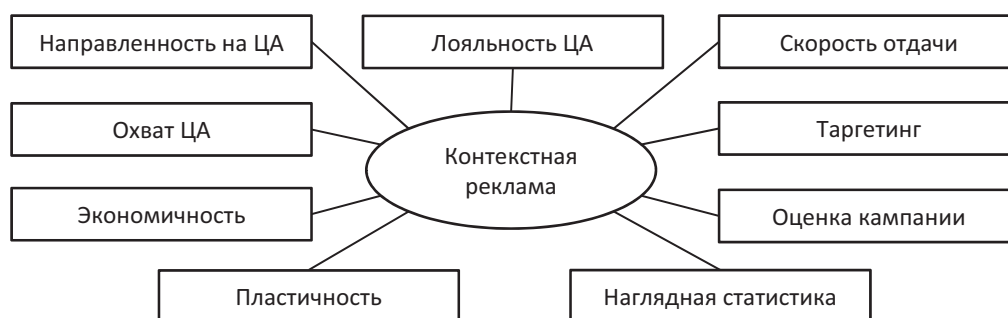 Направленность на ЦА
Лояльность ЦА
Скорость отдачи
Охват ЦА
Таргетинг
Контекстная
реклама
Экономичность
Оценка кампании
Пластичность
Наглядная статистика